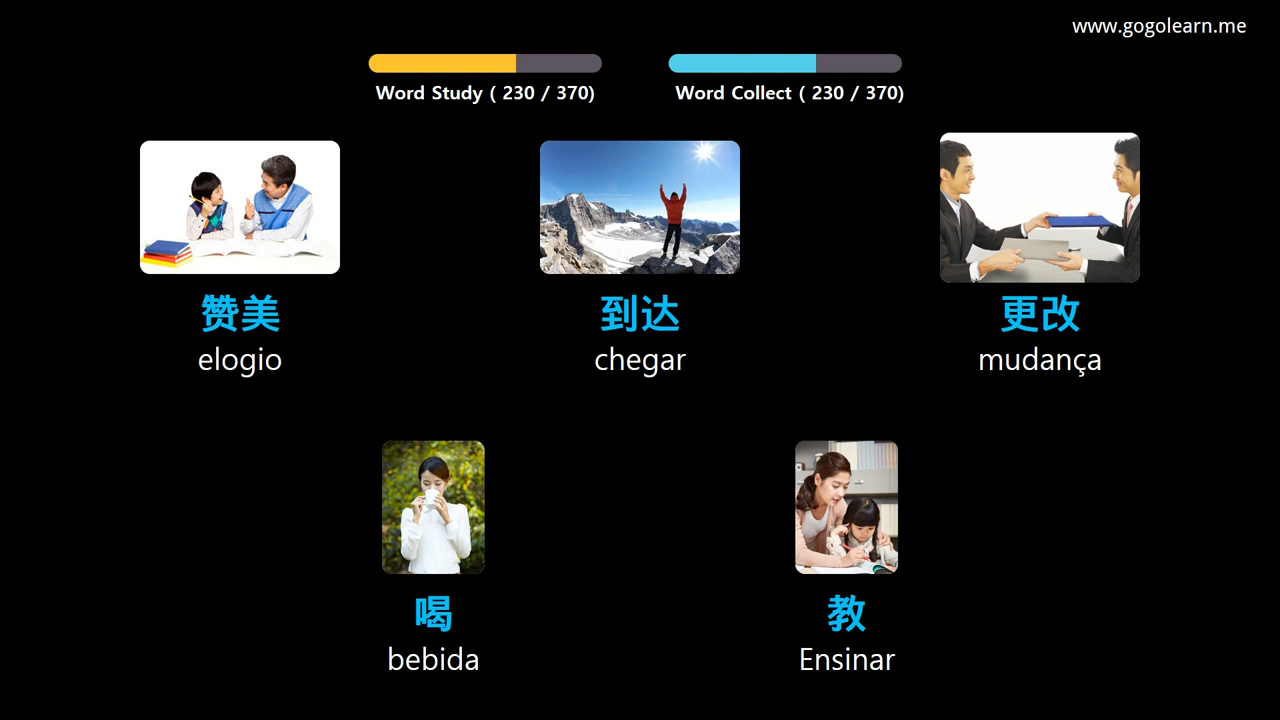 www.gogolearn.me
Word Study ( 230 / 370)
Word Collect ( 230 / 370)
赞美
elogio
到达
chegar
更改
mudança
喝
bebida
教
Ensinar